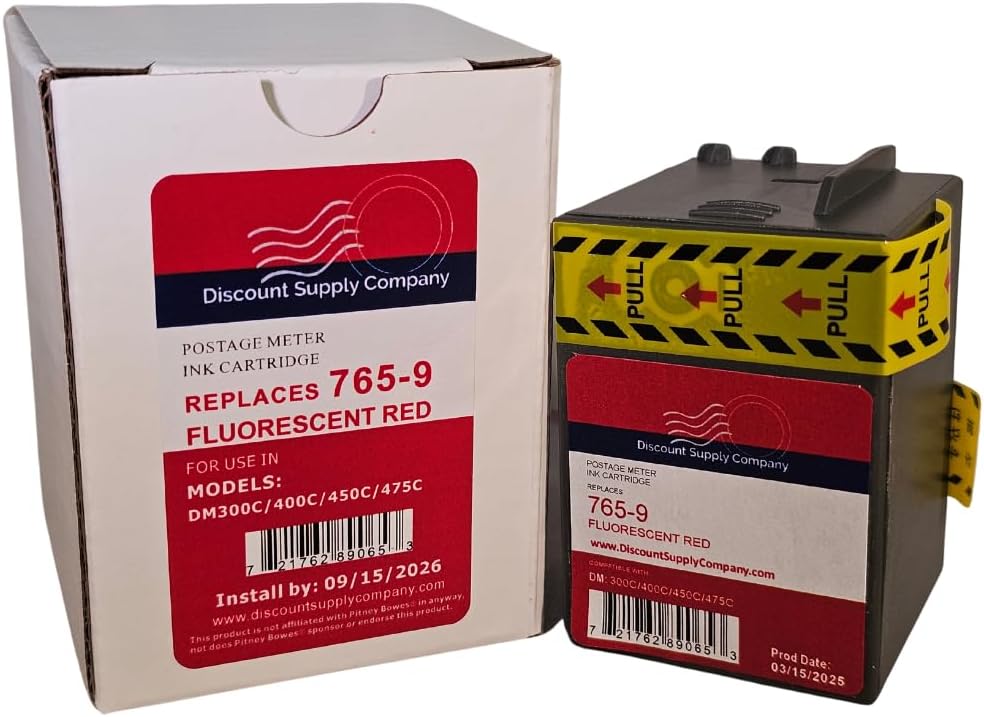 Discount Supply Company
POSTAGE METER
INK CARTRIDGE
REPLACES 765-9
FLUORESCENT RED
FOR USE IN
MODELS:
DM300C/400C/450C/475C
7 21762 89065 3
Install by: 09/15/2026
www.discountsupplycompany.com
This product is not affiliated with Pitney Bowes® in anyway,
not does Pitney Bowes® sponsor or endorse this product.
PULL PULL PULL PULL
Discount Supply Company
POSTAGE METER
INK CARTRIDGE
REPLACES
765-9
FLUORESCENT RED
www.DiscountSupplyCompany.com
COMPATIBLE WITH
DM: 300C/400C/450C/475C
7 21762 89065 3
Prod Date:
03/15/2025